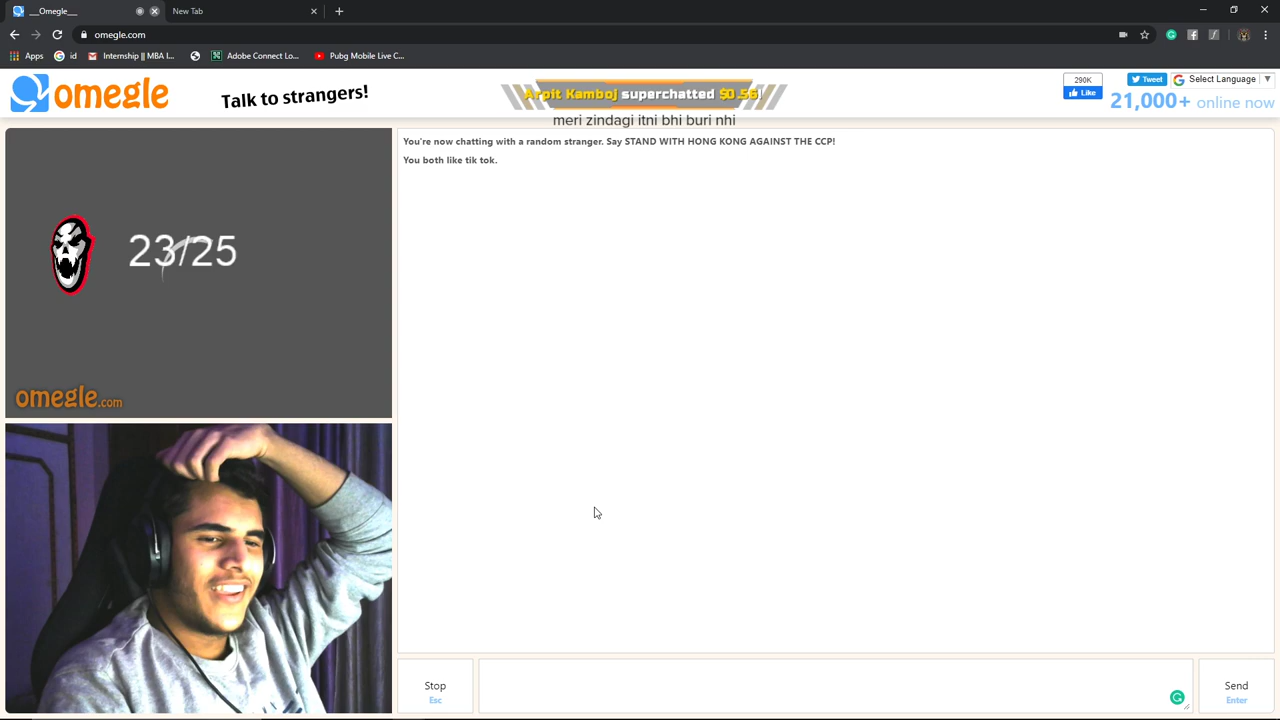 __Omegle__
New Tab
omegle.com
Apps
id
Internship || MBA I...
Adobe Connect Lo...
Pubg Mobile Live C...
omegle
Talk to strangers!
Arpit Kamboj superchatted $0.56!
meri zindagi itni bhi buri nhi
290K
Like
Tweet
Select Language ▼
21,000+ online now
You're now chatting with a random stranger. Say STAND WITH HONG KONG AGAINST THE CCP!
You both like tik tok.
23/25
omegle.com
Stop
Esc
Send
Enter